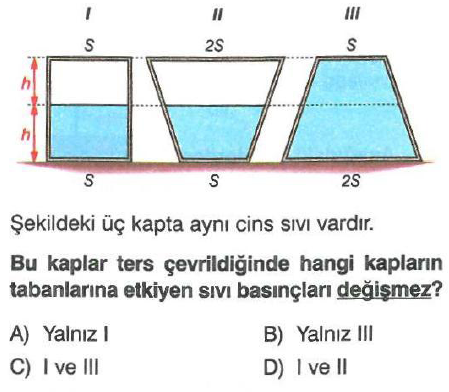 I II III
S 2S S
h
h
S S 2S
Şekildeki üç kapta aynı cins sıvı vardır.
Bu kaplar ters çevrildiğinde hangi kapların
tabanlarına etkiyen sıvı basınçları değişmez?
A) Yalnız I B) Yalnız III
C) I ve III D) I ve II